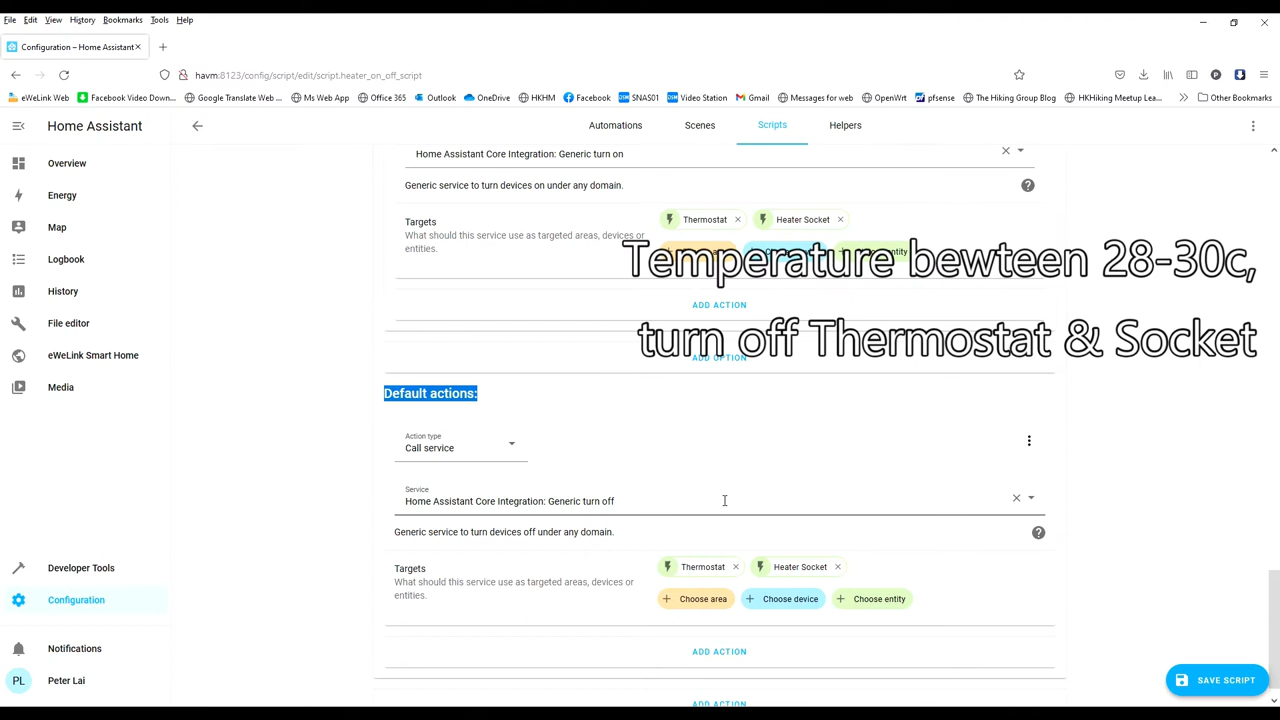 File Edit View History Bookmarks Tools Help
Configuration – Home Assistant
havm:8123/config/script/edit/script.heater_on_off_script
eWeLink Web Facebook Video Down... Google Translate Web ... Ms Web App Office 365 Outlook OneDrive HKHM Facebook SNAS01 Video Station Gmail Messages for web OpenWrt pfsense The Hiking Group Blog HKHiking Meetup Lea... Other Bookmarks
Home Assistant
Automations Scenes Scripts Helpers
Overview
Energy
Map
Logbook
History
File editor
eWeLink Smart Home
Media
Developer Tools
Configuration
Notifications
PL Peter Lai
Home Assistant Core Integration: Generic turn on
Generic service to turn devices on under any domain.
Targets
What should this service use as targeted areas, devices or
entities.
Thermostat Heater Socket
Temperature bewteen 28-30c,
turn off Thermostat & Socket
ADD ACTION
ADD OPTION
Default actions:
Action type
Call service
Service
Home Assistant Core Integration: Generic turn off
Generic service to turn devices off under any domain.
Targets
What should this service use as targeted areas, devices or
entities.
Thermostat Heater Socket
Choose area Choose device Choose entity
ADD ACTION
ADD ACTION
SAVE SCRIPT